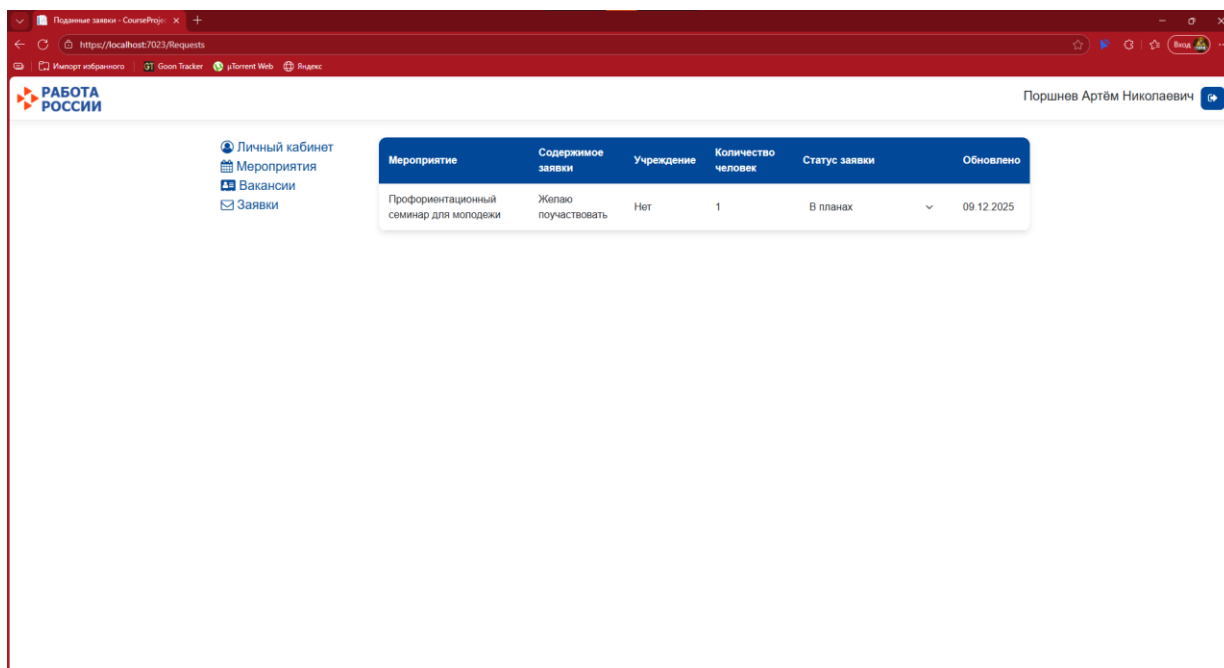 Поданные заявки - CourseProje
https://localhost:7023/Requests
Вход
Импорт избранного GT Goon Tracker µTorrent Web Яндекс
РАБОТА
РОССИИ
Поршнев Артём Николаевич
Личный кабинет
Мероприятия
Вакансии
Заявки
Мероприятие Содержимое заявки Учреждение Количество человек Статус заявки Обновлено
Профориентационный семинар для молодежи Желаю поучаствовать Нет 1 В планах 09.12.2025